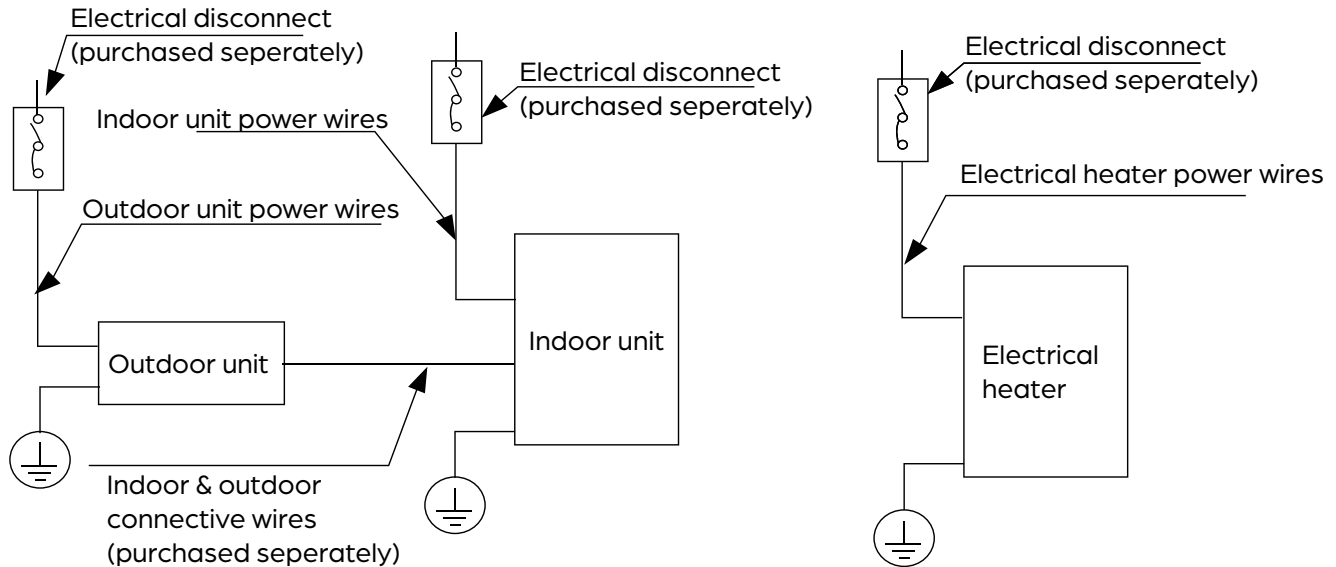 Electrical disconnect
(purchased seperately)
Electrical disconnect
(purchased seperately)
Electrical disconnect
(purchased seperately)
Indoor unit power wires
Electrical heater power wires
Outdoor unit power wires
Outdoor unit
Indoor unit
Electrical
heater
Indoor & outdoor
connective wires
(purchased seperately)